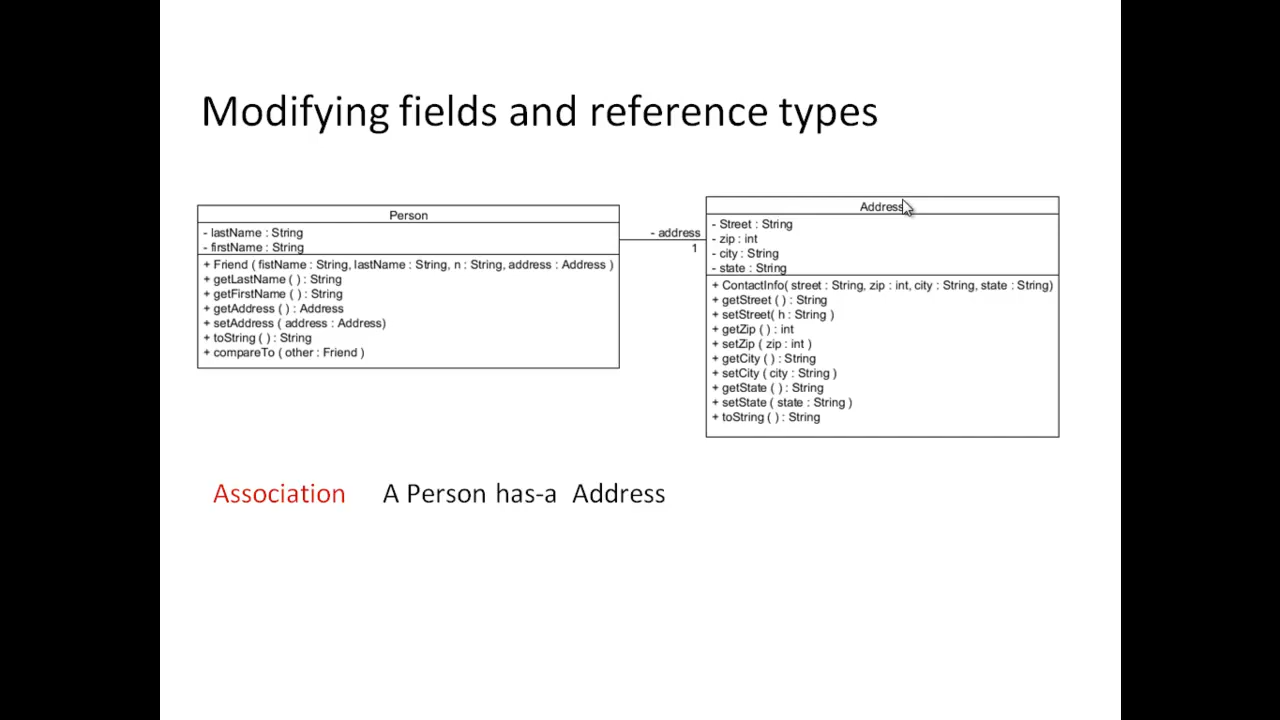 Modifying fields and reference types
Person
- lastName : String
- firstName : String
+ Friend ( fistName : String, lastName : String, n : String, address : Address )
+ getLastName ( ) : String
+ getFirstName ( ) : String
+ getAddress ( ) : Address
+ setAddress ( address : Address)
+ toString ( ) : String
+ compareTo ( other : Friend )
- address
1
Address
- Street : String
- zip : int
- city : String
- state : String
+ ContactInfo( street : String, zip : int, city : String, state : String)
+ getStreet ( ) : String
+ setStreet( h : String )
+ getZip ( ) : int
+ setZip ( zip : int )
+ getCity ( ) : String
+ setCity ( city : String )
+ getState ( ) : String
+ setState ( state : String )
+ toString ( ) : String
Association A Person has-a Address